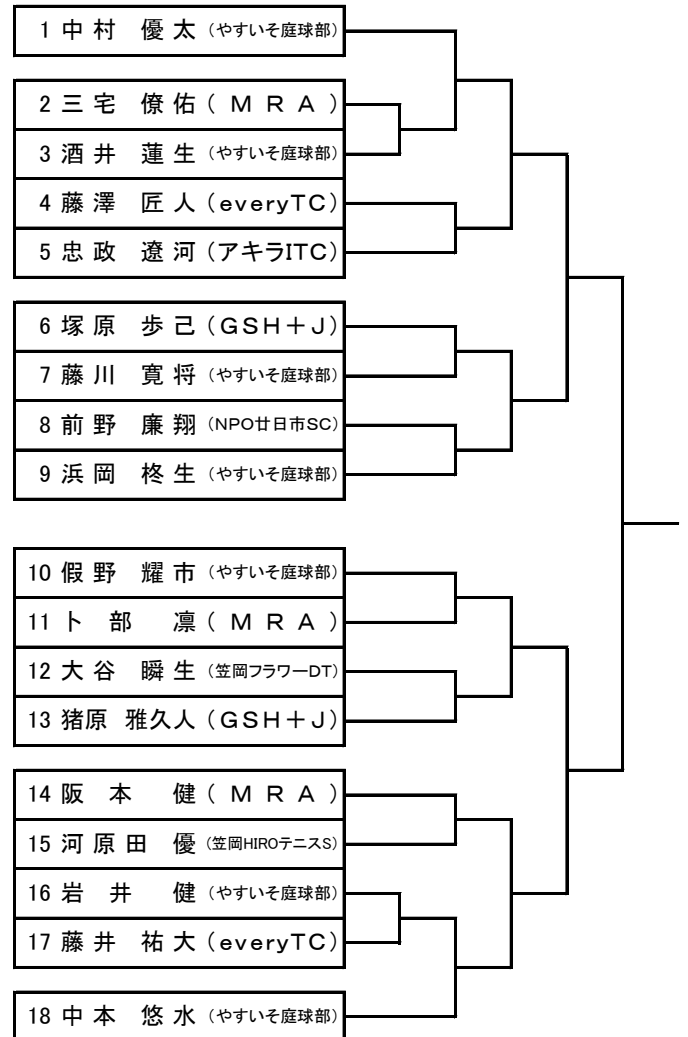 1 中村 優太 (やすいそ庭球部)
2 三宅 僚佑 (MRA)
3 酒井 蓮生 (やすいそ庭球部)
4 藤澤 匠人 (everyTC)
5 忠政 遼河 (アキラITC)
6 塚原 歩己 (GSH+J)
7 藤川 寛将 (やすいそ庭球部)
8 前野 廉翔 (NPO廿日市SC)
9 浜岡 柊生 (やすいそ庭球部)
10 假野 耀市 (やすいそ庭球部)
11 卜部 凛 (MRA)
12 大谷 瞬生 (笠岡フラワーDT)
13 猪原 雅久人 (GSH+J)
14 阪本 健 (MRA)
15 河原田 優 (笠岡HIROテニスS)
16 岩井 健 (やすいそ庭球部)
17 藤井 祐大 (everyTC)
18 中本 悠水 (やすいそ庭球部)